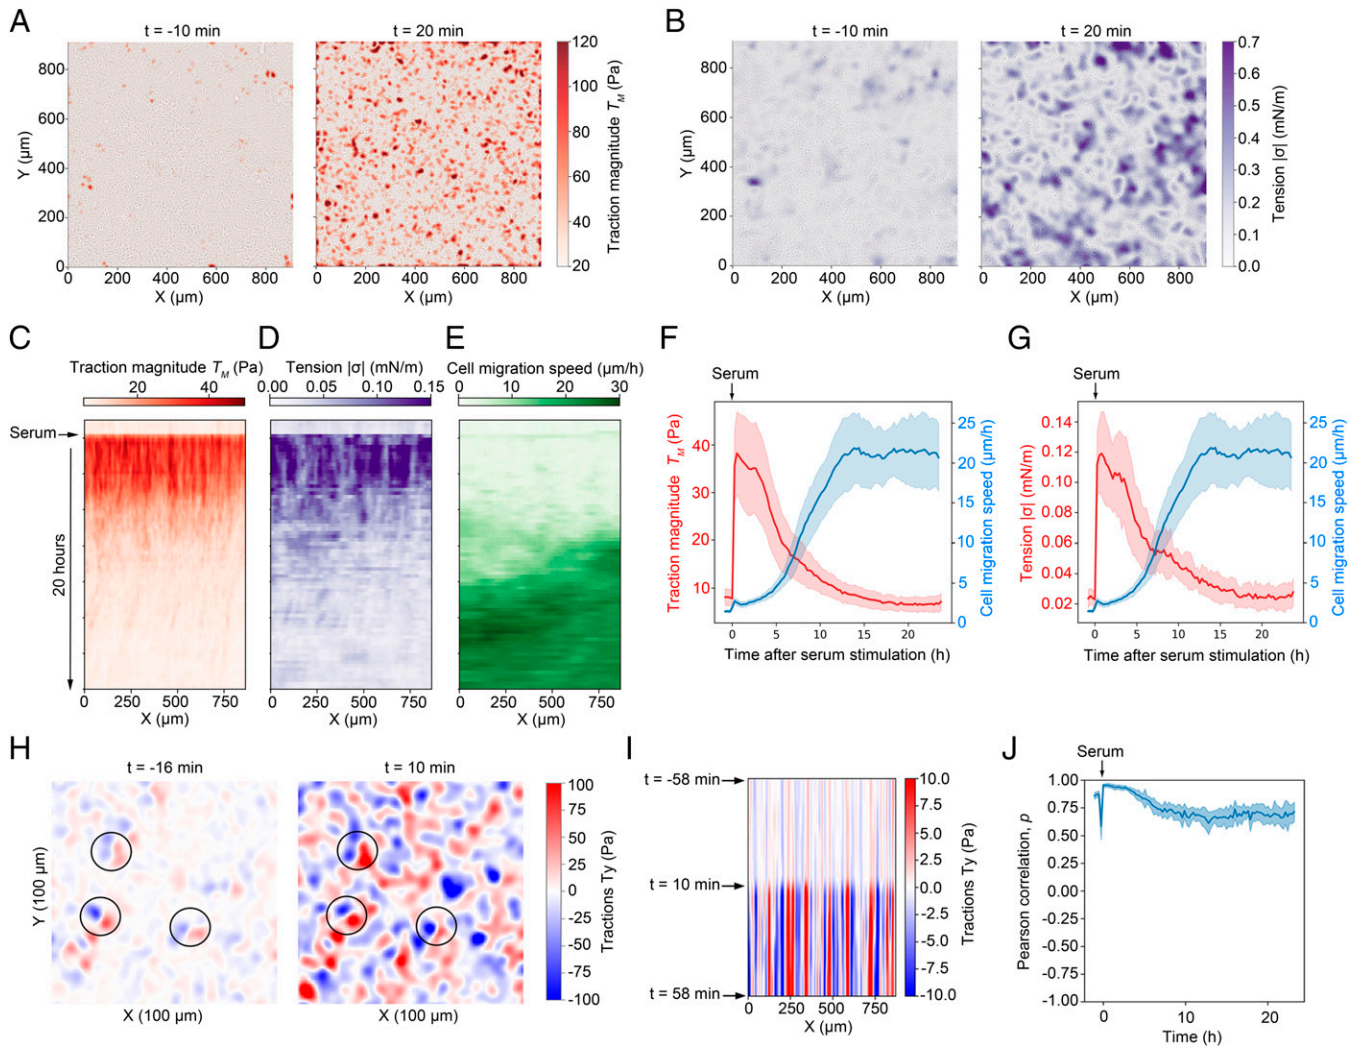 A
t = -10 min
t = 20 min
800
600
400
200
0
Y (µm)
0 200 400 600 800
X (µm)
0 200 400 600 800
X (µm)
120
100
80
60
40
20
Traction magnitude T_M (Pa)
B
t = -10 min
t = 20 min
800
600
400
200
0
Y (µm)
0 200 400 600 800
X (µm)
0 200 400 600 800
X (µm)
0.7
0.6
0.5
0.4
0.3
0.2
0.1
0.0
Tension |σ| (mN/m)
C
Traction magnitude T_M (Pa)
20 40
Serum
20 hours
0 250 500 750
X (µm)
D
Tension |σ| (mN/m)
0.00 0.05 0.10 0.15
0 250 500 750
X (µm)
E
Cell migration speed (µm/h)
0 10 20 30
0 250 500 750
X (µm)
F
Serum
40
30
20
10
Traction magnitude T_M (Pa)
25
20
15
10
5
0
Cell migration speed (µm/h)
0 5 10 15 20
Time after serum stimulation (h)
G
Serum
0.14
0.12
0.10
0.08
0.06
0.04
0.02
Tension |σ| (mN/m)
25
20
15
10
5
0
Cell migration speed (µm/h)
0 5 10 15 20
Time after serum stimulation (h)
H
t = -16 min
t = 10 min
Y (100 µm)
X (100 µm)
X (100 µm)
100
75
50
25
0
-25
-50
-75
-100
Tractions Ty (Pa)
I
t = -58 min
t = 10 min
t = 58 min
0 250 500 750
X (µm)
10.0
7.5
5.0
2.5
0.0
-2.5
-5.0
-7.5
-10.0
Tractions Ty (Pa)
J
Serum
1.00
0.75
0.50
0.25
0.00
-0.25
-0.50
-0.75
-1.00
Pearson correlation, p
0 10 20
Time (h)